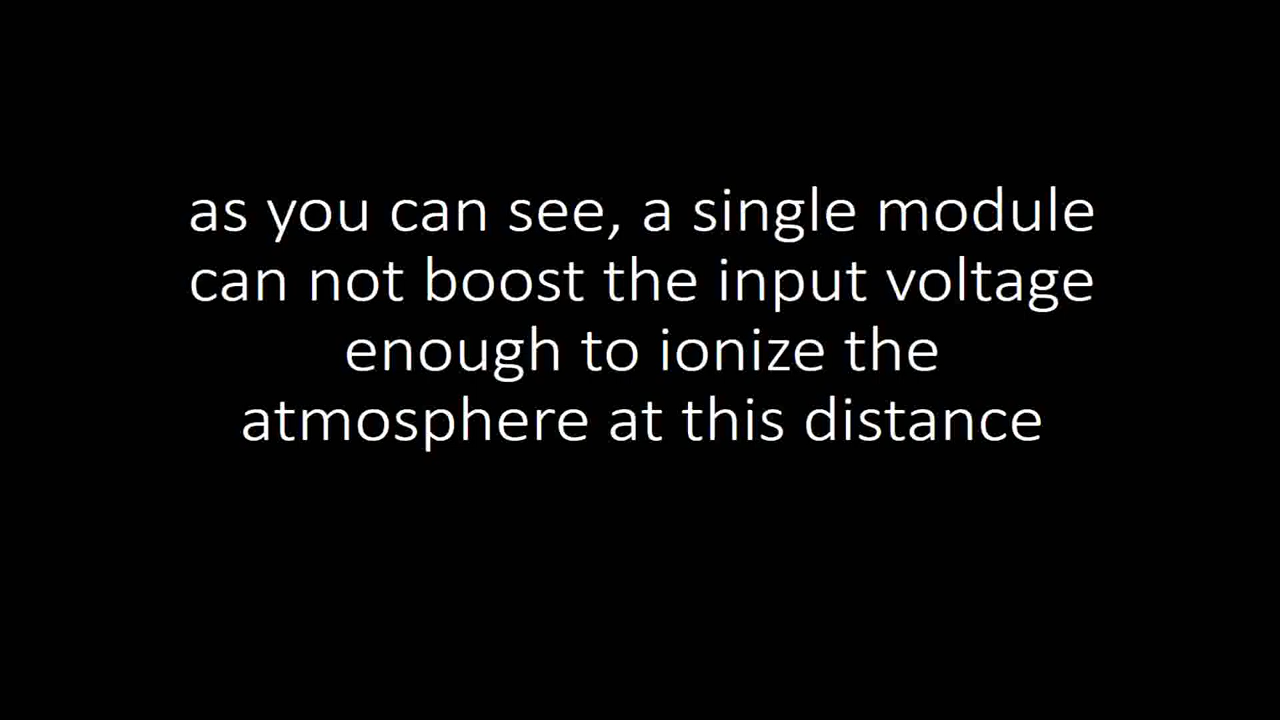 as you can see, a single module
can not boost the input voltage
enough to ionize the
atmosphere at this distance